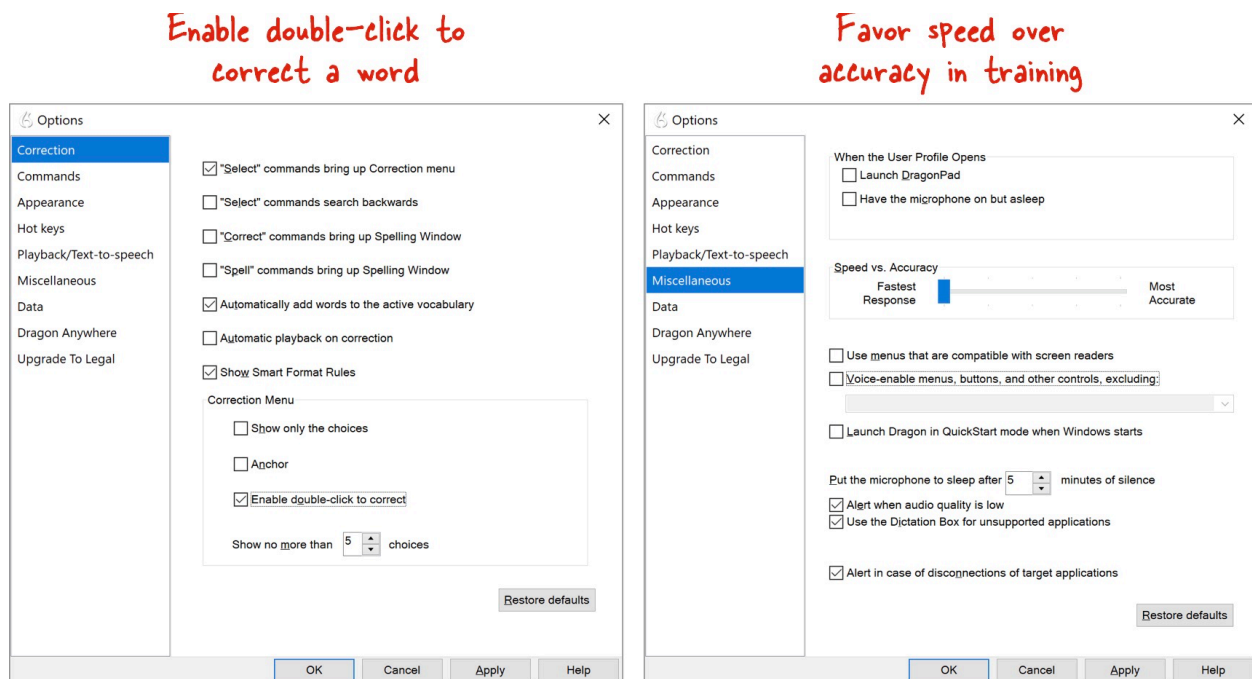 Enable double-click to
correct a word
Options
Correction
Commands
Appearance
Hot keys
Playback/Text-to-speech
Miscellaneous
Data
Dragon Anywhere
Upgrade To Legal
"Select" commands bring up Correction menu
"Select" commands search backwards
"Correct" commands bring up Spelling Window
"Spell" commands bring up Spelling Window
Automatically add words to the active vocabulary
Automatic playback on correction
Show Smart Format Rules
Correction Menu
Show only the choices
Anchor
Enable double-click to correct
Show no more than 5 choices
Restore defaults
OK Cancel Apply Help
Favor speed over
accuracy in training
Options
Correction
Commands
Appearance
Hot keys
Playback/Text-to-speech
Miscellaneous
Data
Dragon Anywhere
Upgrade To Legal
When the User Profile Opens
Launch DragonPad
Have the microphone on but asleep
Speed vs. Accuracy
Fastest
Response
Most
Accurate
Use menus that are compatible with screen readers
Voice-enable menus, buttons, and other controls, excluding:
Launch Dragon in QuickStart mode when Windows starts
Put the microphone to sleep after 5 minutes of silence
Alert when audio quality is low
Use the Dictation Box for unsupported applications
Alert in case of disconnections of target applications
Restore defaults
OK Cancel Apply Help